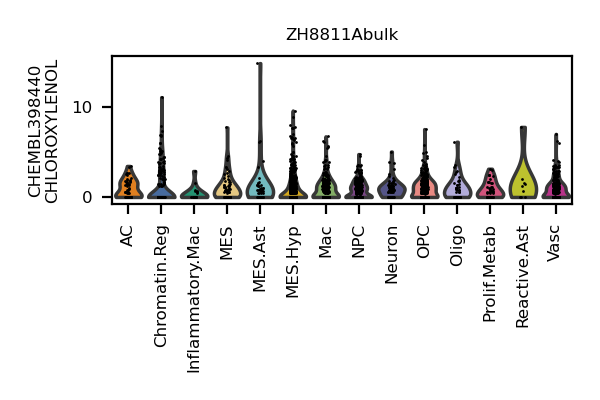 ZH8811Abulk
CHEMBL398440
CHLOROXYLENOL
10
0
AC
Chromatin.Reg
Inflammatory.Mac
MES
MES.Ast
MES.Hyp
Mac
NPC
Neuron
OPC
Oligo
Prolif.Metab
Reactive.Ast
Vasc